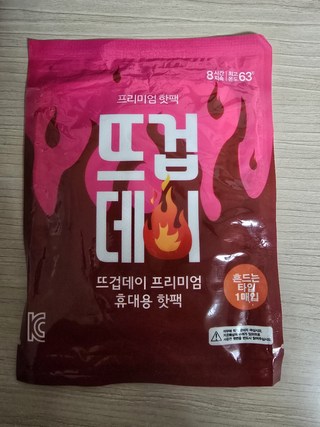 8시간 지속 최고 온도 63°
프리미엄 핫팩
뜨겁
데이
뜨겁데이 프리미엄
휴대용 핫팩
흔드는
타입
1매입
KC